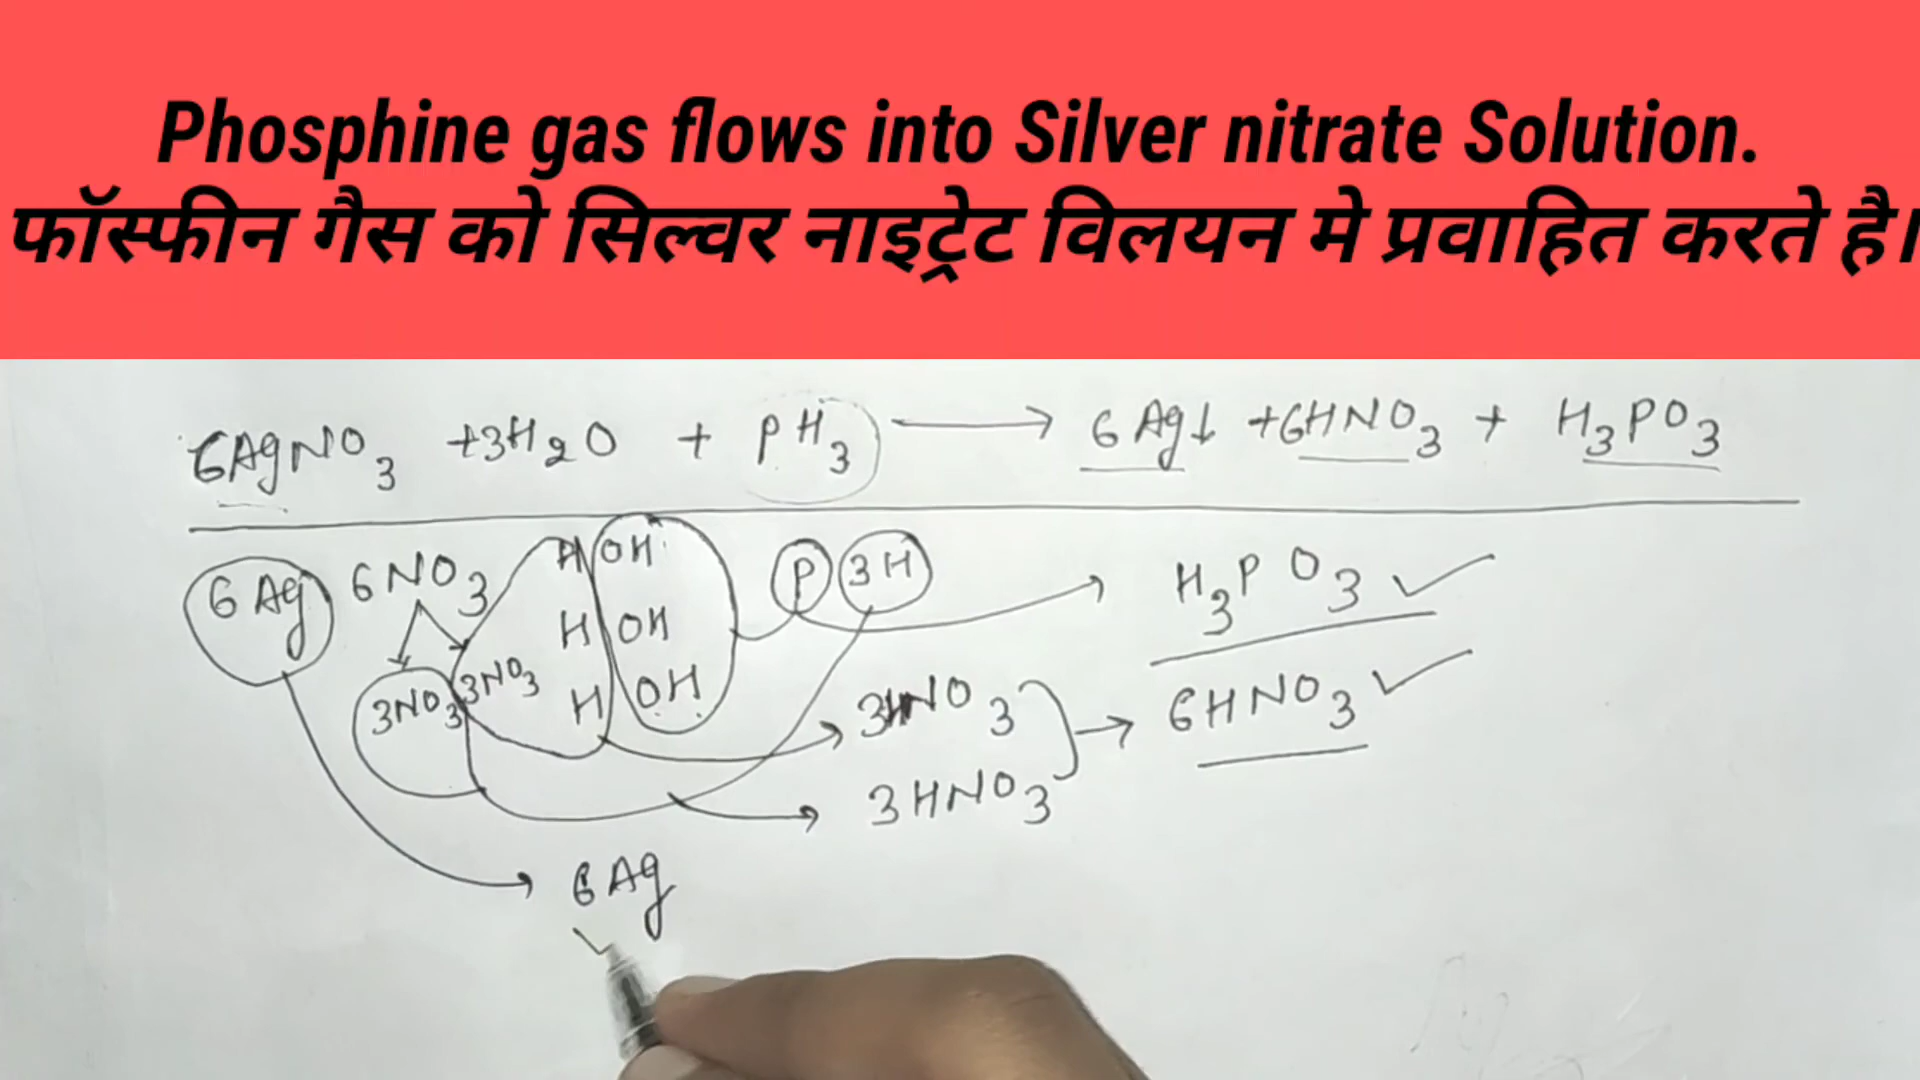 Phosphine gas flows into Silver nitrate Solution.
फॉस्फीन गैस को सिल्वर नाइट्रेट विलयन मे प्रवाहित करते है।
6AgNO3 +3H2O + PH3 → 6Ag↓ +6HNO3 + H3PO3
6Ag 6NO3 H OH P 3H → H3PO3 ✓
H OH
3NO3 3NO3 H OH → 3HNO3 → 6HNO3 ✓
→ 3HNO3
→ 6Ag